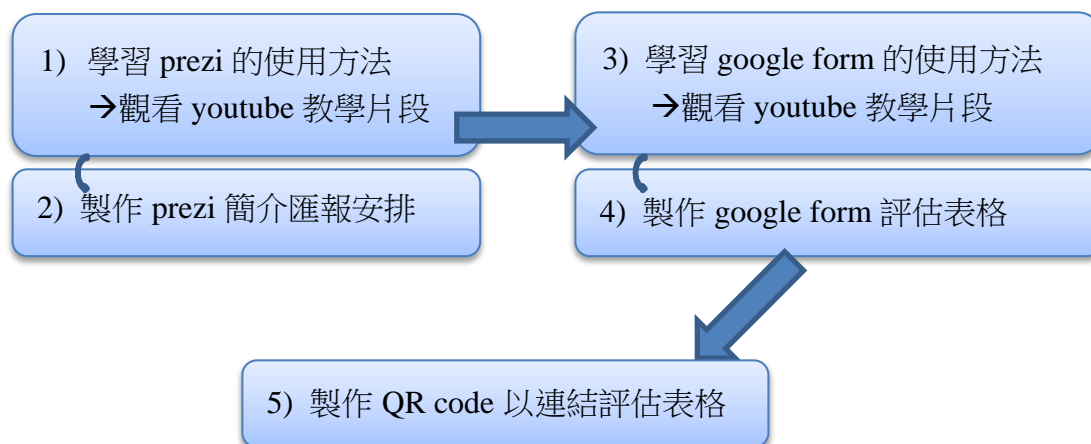 1) 學習 prezi 的使用方法
→觀看 youtube 教學片段
2) 製作 prezi 簡介匯報安排
3) 學習 google form 的使用方法
→觀看 youtube 教學片段
4) 製作 google form 評估表格
5) 製作 QR code 以連結評估表格